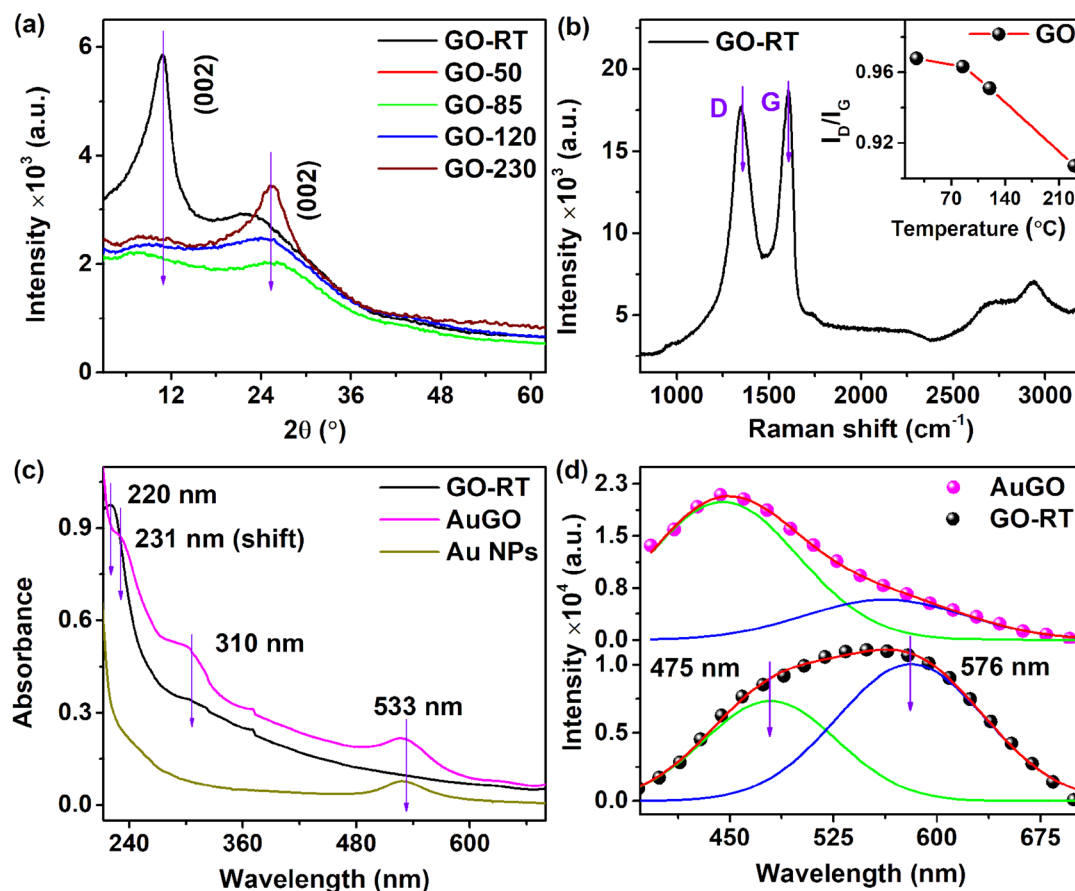 (a)
6
4
2
0
12
24
36
48
60
Intensity ×10³ (a.u.)
2θ (°)
(002)
(002)
GO-RT
GO-50
GO-85
GO-120
GO-230
(b)
20
15
10
5
1000
1500
2000
2500
3000
Intensity ×10³ (a.u.)
Raman shift (cm⁻¹)
GO-RT
D
G
GO
0.96
0.92
I_D/I_G
70
140
210
Temperature (°C)
(c)
0.9
0.6
0.3
0.0
240
360
480
600
Absorbance
Wavelength (nm)
220 nm
231 nm (shift)
310 nm
533 nm
GO-RT
AuGO
Au NPs
(d)
2.3
1.5
0.8
0.0
1.0
0.5
0.0
450
525
600
675
Intensity ×10⁴ (a.u.)
Wavelength (nm)
AuGO
GO-RT
475 nm
576 nm